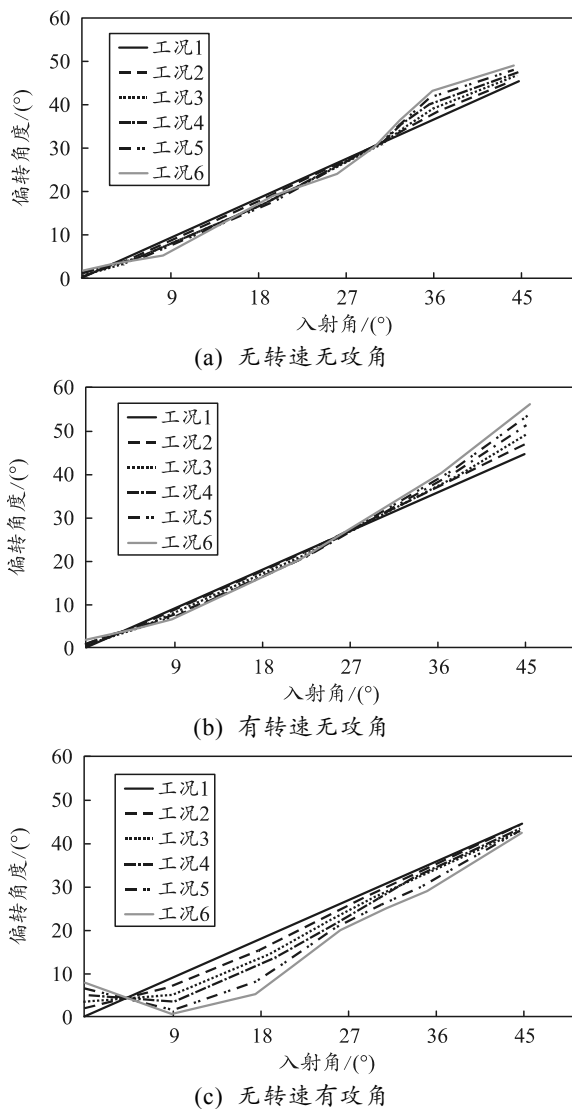 60
50
40
30
20
10
0
偏转角度/(°)
工况1
工况2
工况3
工况4
工况5
工况6
9
18
27
36
45
入射角/(°)
(a) 无转速无攻角
60
50
40
30
20
10
0
偏转角度/(°)
工况1
工况2
工况3
工况4
工况5
工况6
9
18
27
36
45
入射角/(°)
(b) 有转速无攻角
60
50
40
30
20
10
0
偏转角度/(°)
工况1
工况2
工况3
工况4
工况5
工况6
9
18
27
36
45
入射角/(°)
(c) 无转速有攻角